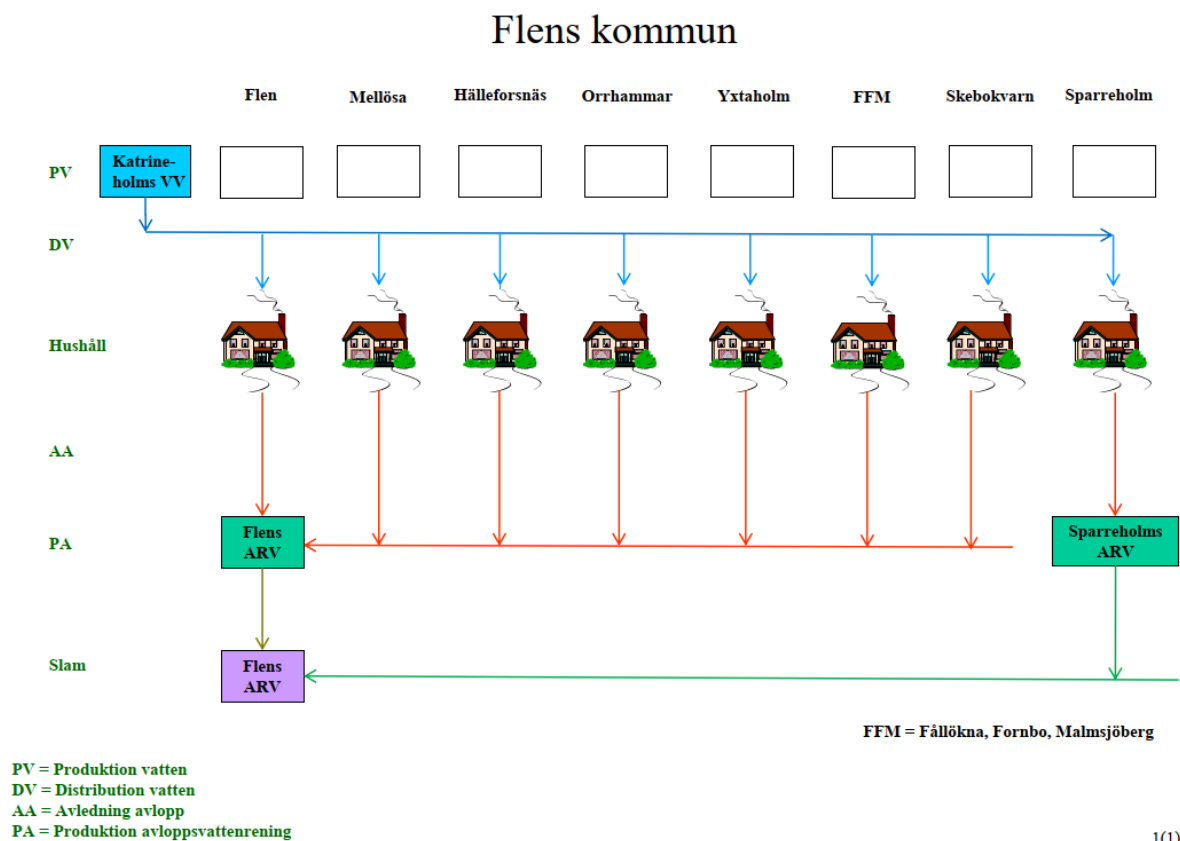 Flens kommun
Flen Mellösa Hälleforsnäs Orrhammar Yxtaholm FFM Skebokvarn Sparreholm
PV
Katrine-
holms VV
DV
Hushåll
AA
PA
Flens
ARV
Sparreholms
ARV
Slam
Flens
ARV
FFM = Fållökna, Fornbo, Malmsjöberg
PV = Produktion vatten
DV = Distribution vatten
AA = Avledning avlopp
PA = Produktion avloppsvattenrening
1(1)